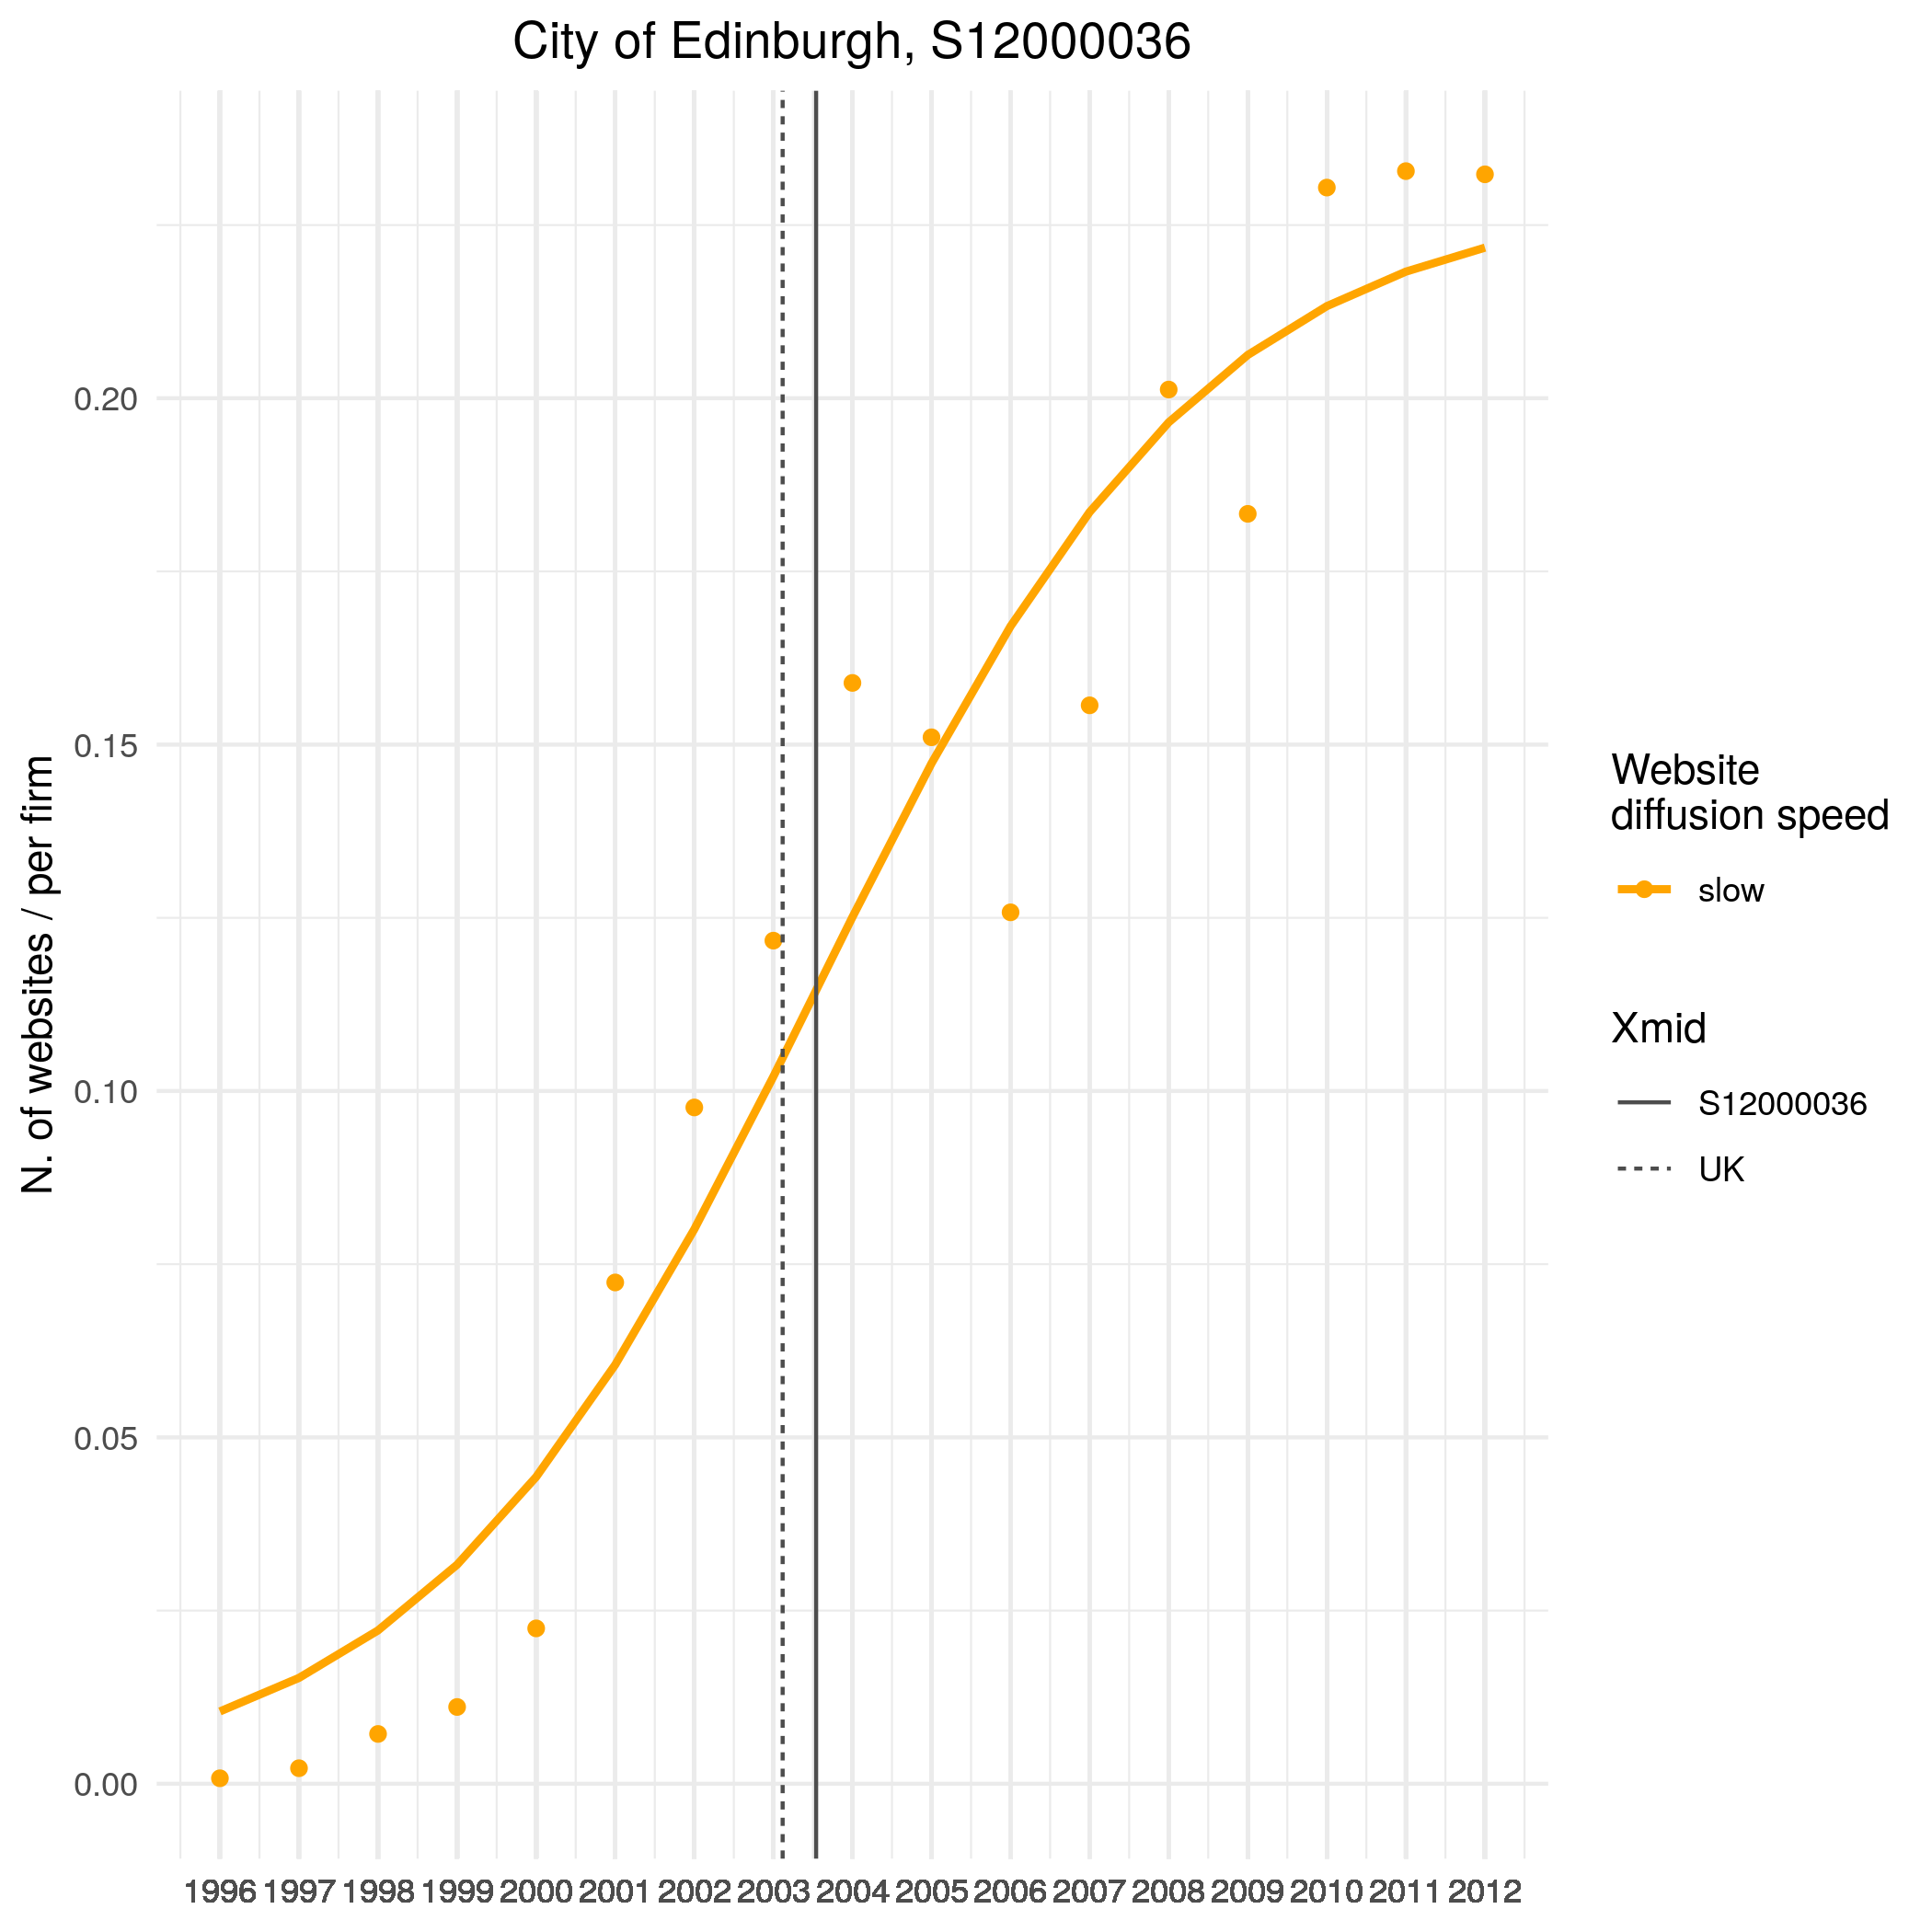 City of Edinburgh, S12000036
N. of websites / per firm
0.20
0.15
0.10
0.05
0.00
1996 1997 1998 1999 2000 2001 2002 2003 2004 2005 2006 2007 2008 2009 2010 2011 2012
Website
diffusion speed
slow
Xmid
S12000036
UK